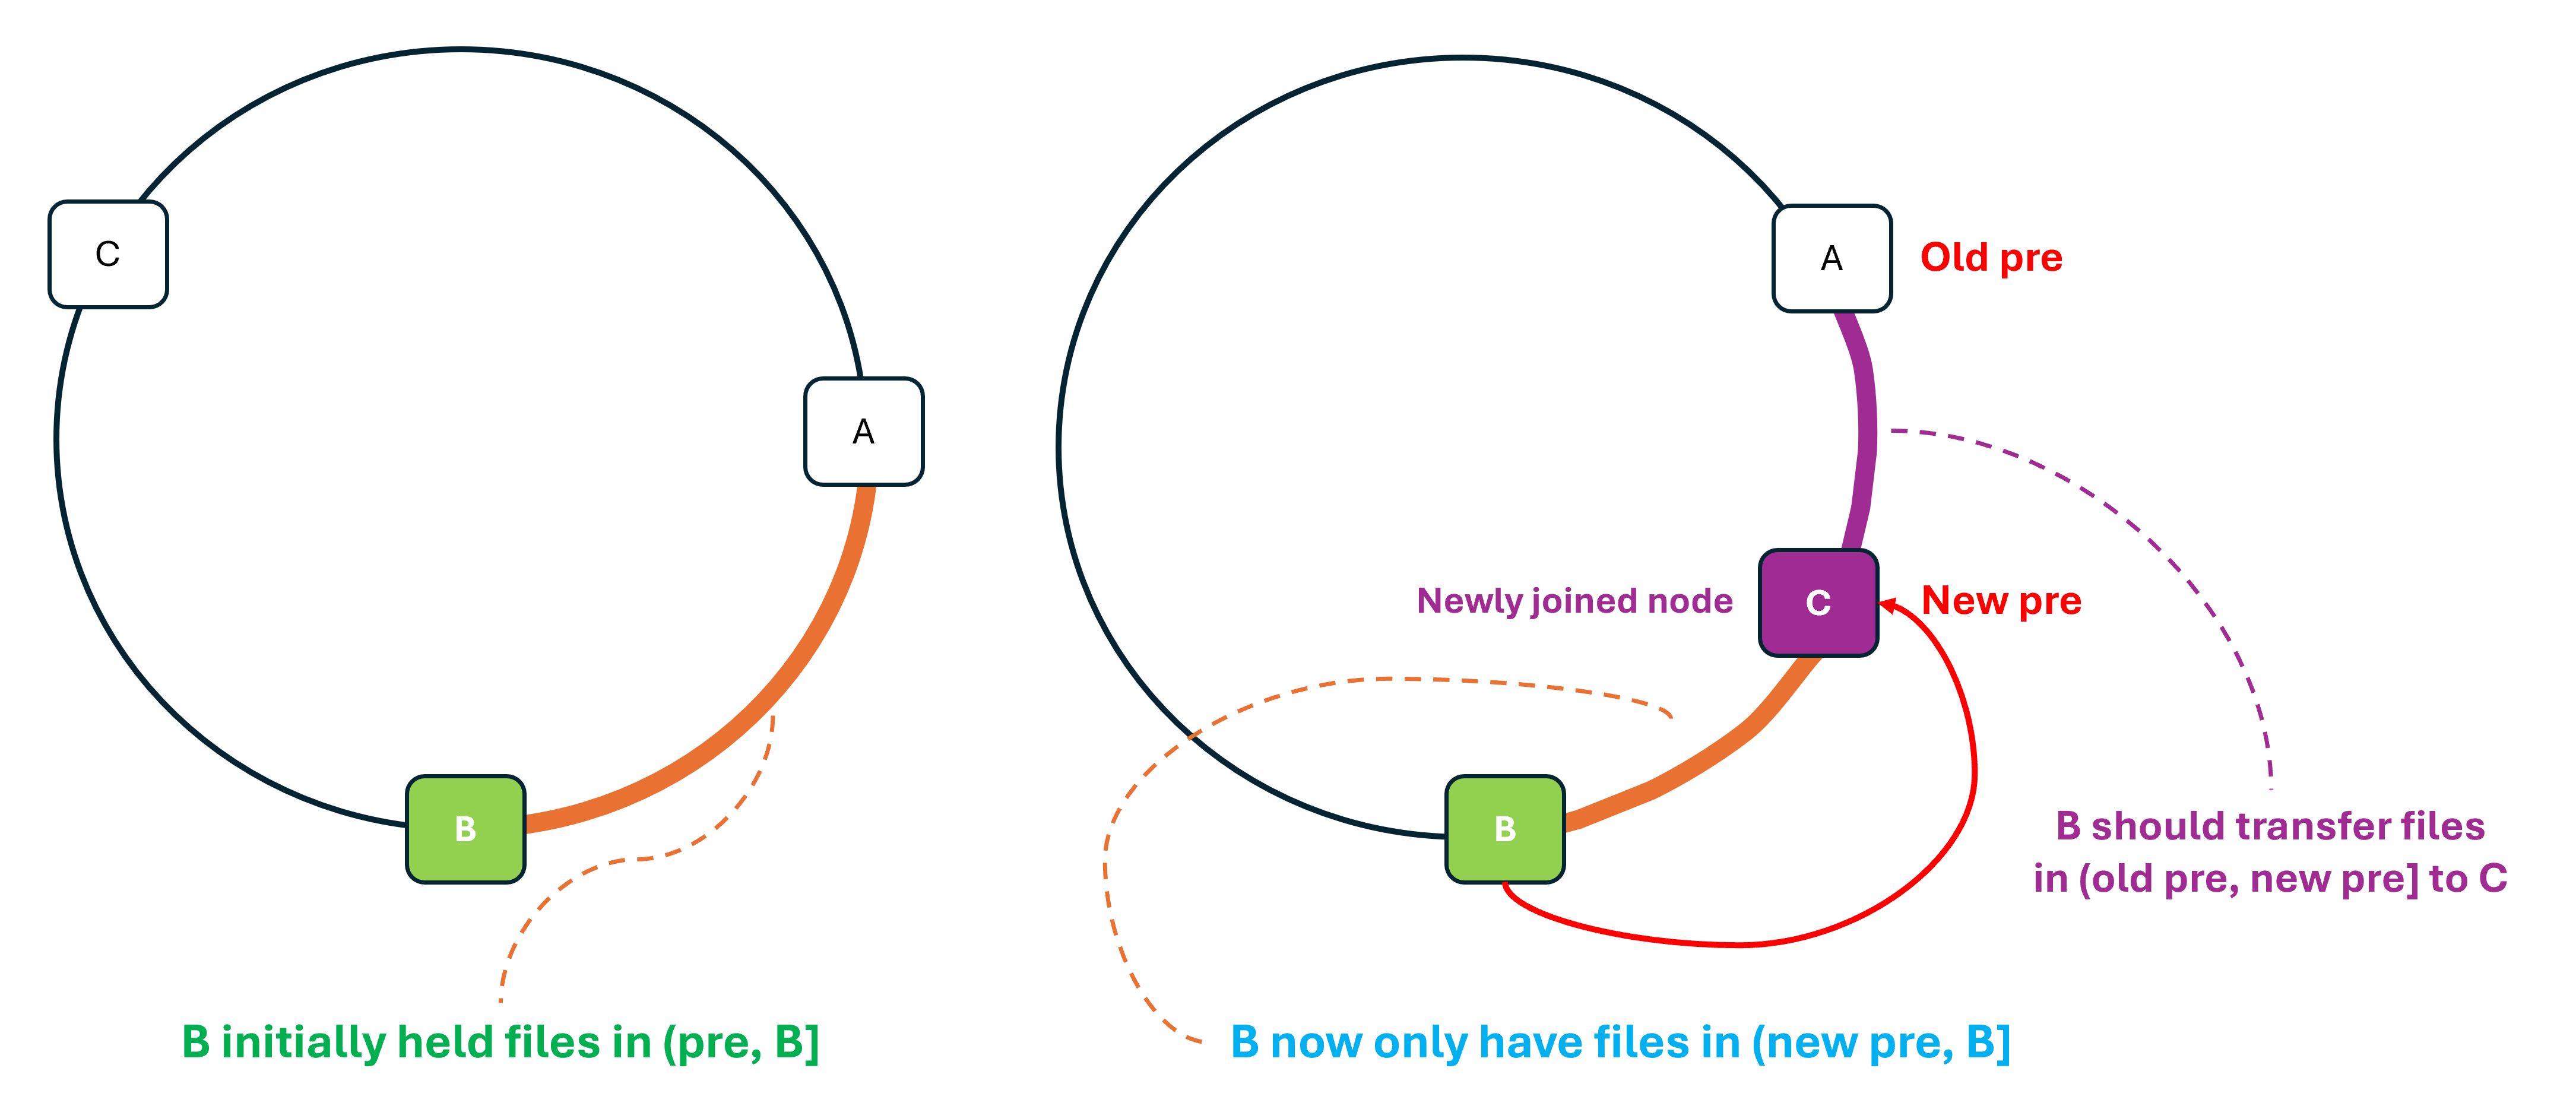 C
A
B
B initially held files in (pre, B]
A
Old pre
Newly joined node
C
New pre
B
B should transfer files
in (old pre, new pre] to C
B now only have files in (new pre, B]